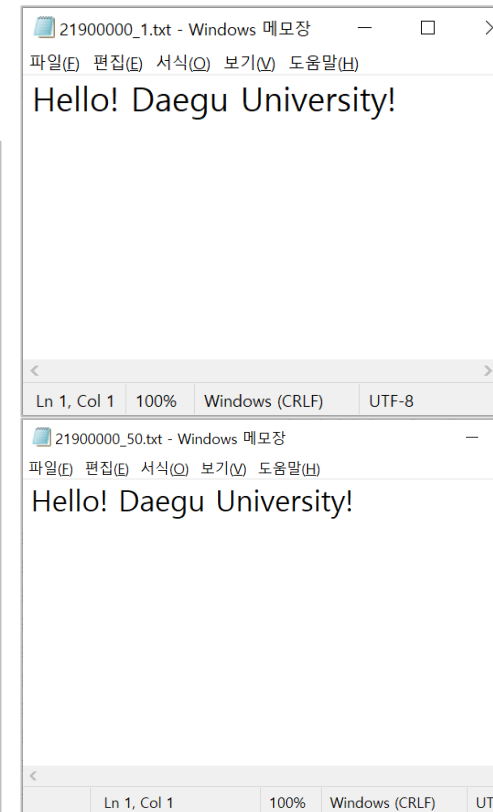 21900000_1.txt - Windows 메모장
파일(F) 편집(E) 서식(O) 보기(V) 도움말(H)
Hello! Daegu University!
Ln 1, Col 1 100% Windows (CRLF) UTF-8
21900000_50.txt - Windows 메모장
파일(F) 편집(E) 서식(O) 보기(V) 도움말(H)
Hello! Daegu University!
Ln 1, Col 1 100% Windows (CRLF) UT